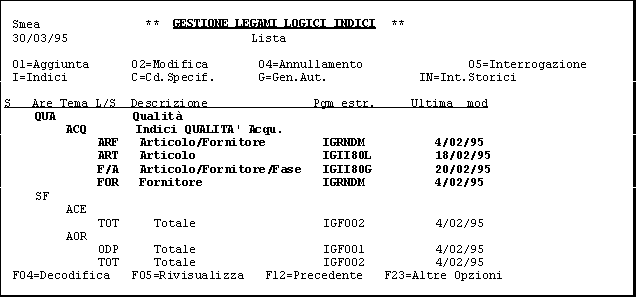 Smea ** GESTIONE LEGAMI LOGICI INDICI **
30/03/95 Lista
01=Aggiunta 02=Modifica 04=Annullamento 05=Interrogazione
I=Indici C=Cd.Specif. G=Gen.Aut. IN=Int.Storici
S Are Tema L/S Descrizione Pgm estr. Ultima mod
QUA Qualità
ACQ Indici QUALITA' Acqu.
ARF Articolo/Fornitore IGRNDM 4/02/95
ART Articolo IGII80L 18/02/95
F/A Articolo/Fornitore/Fase IGII80G 20/02/95
FOR Fornitore IGRNDM 4/02/95
SF
ACE
TOT Totale IGF002 4/02/95
AOR
ODP Totale IGF001 4/02/95
TOT Totale IGF002 4/02/95
F04=Decodifica F05=Rivisualizza F12=Precedente F23=Altre Opzioni